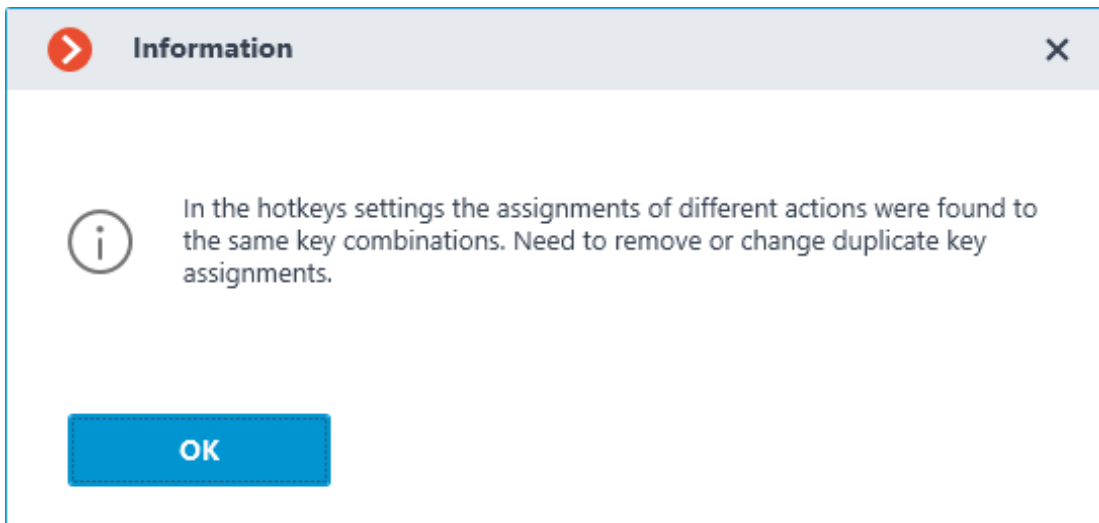 Information
In the hotkeys settings the assignments of different actions were found to
the same key combinations. Need to remove or change duplicate key
assignments.
OK